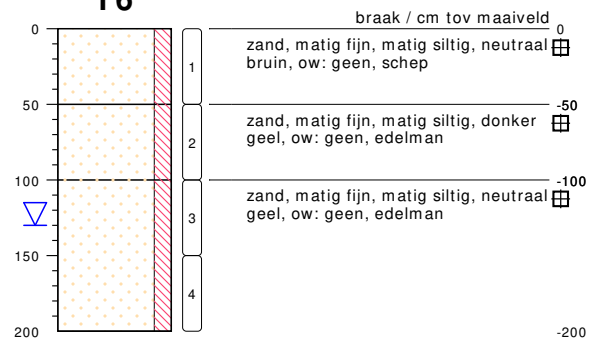 braak / cm tov maaiveld
0
0
zand, matig fijn, matig siltig, neutraal
bruin, ow: geen, schep
1
50
-50
zand, matig fijn, matig siltig, donker
geel, ow: geen, edelman
2
100
-100
zand, matig fijn, matig siltig, neutraal
geel, ow: geen, edelman
3
150
4
200
-200